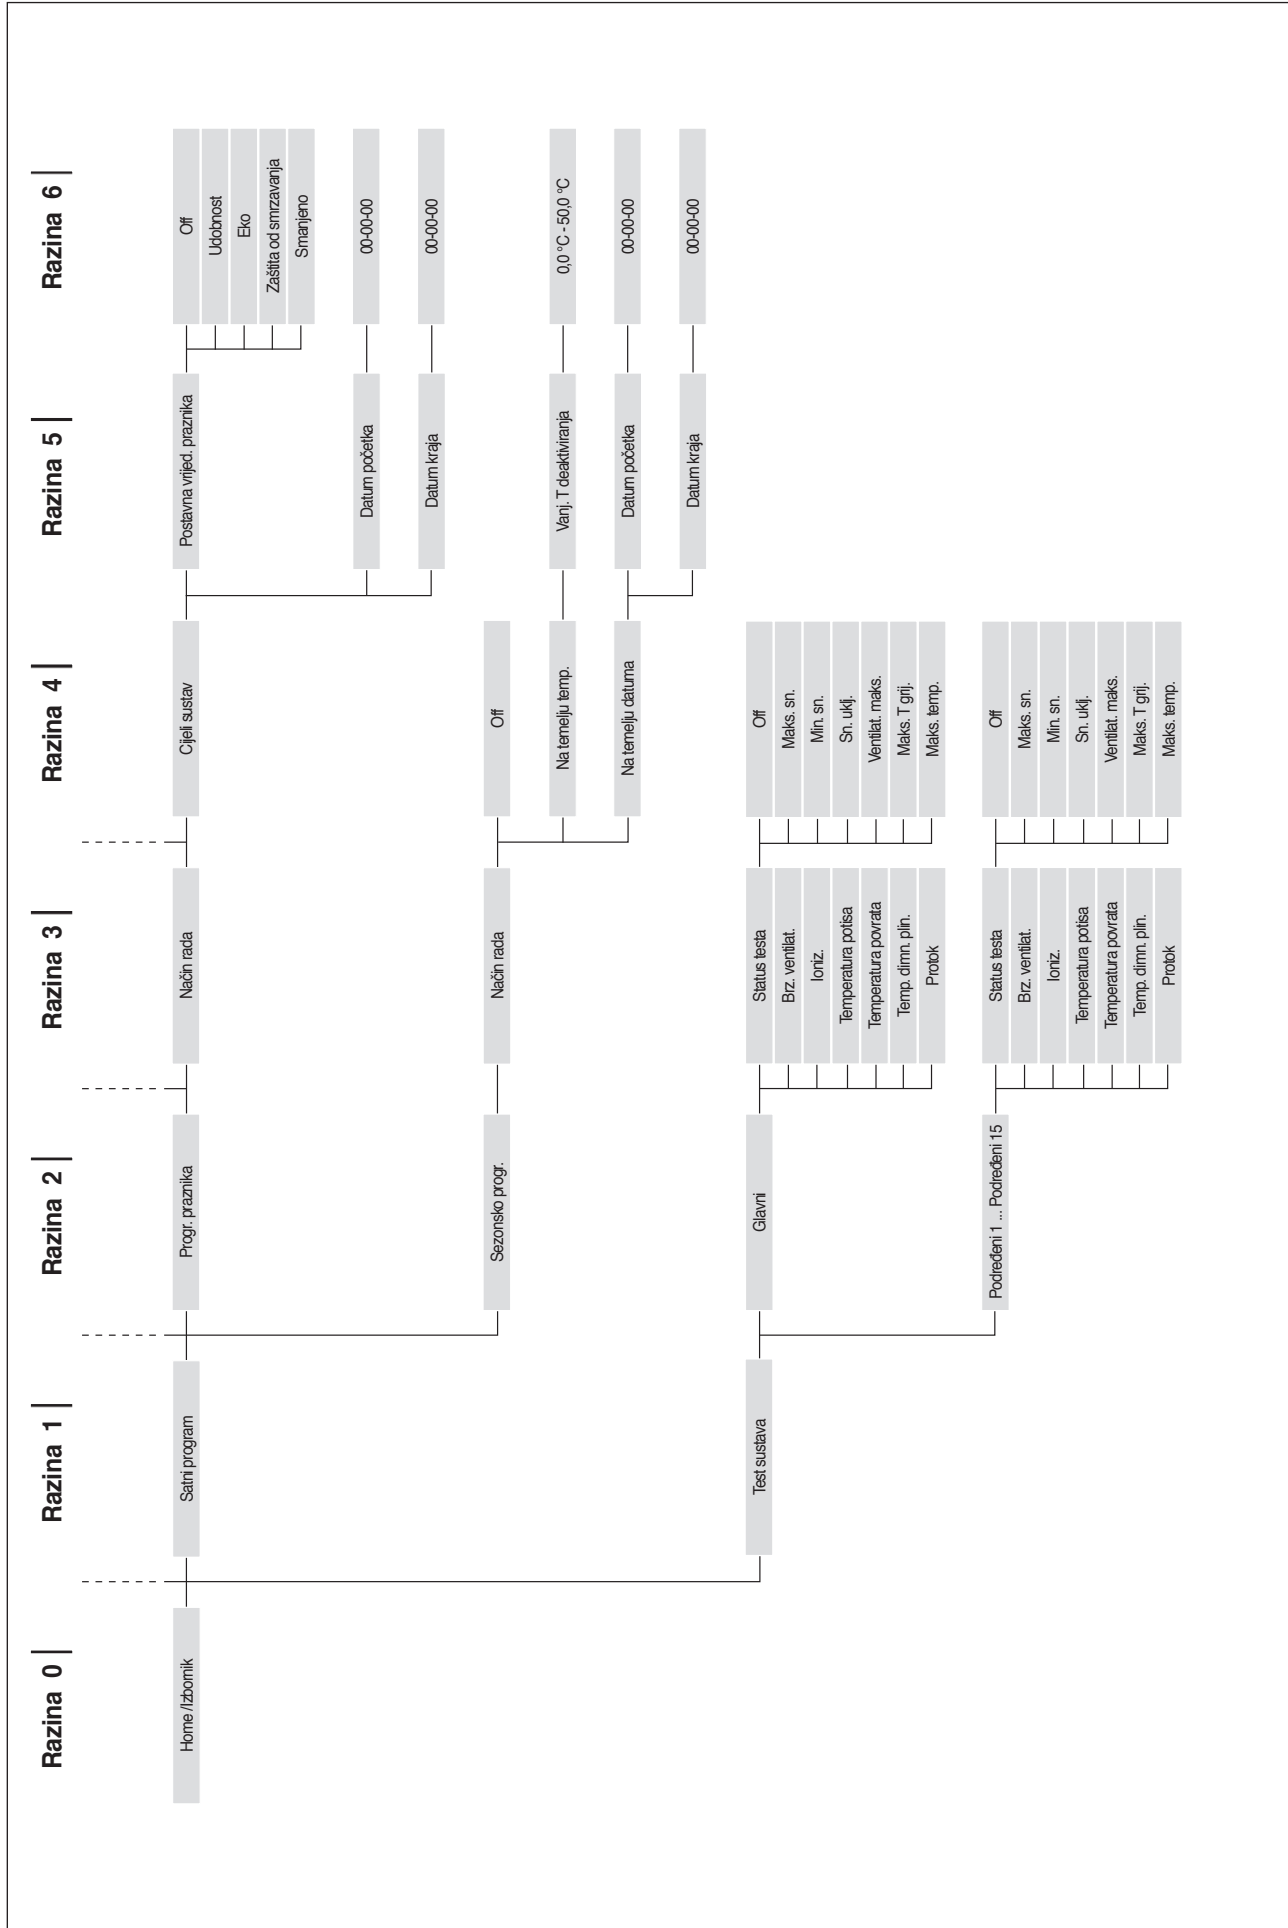 Razina 0
Razina 1
Razina 2
Razina 3
Razina 4
Razina 5
Razina 6
Home /Izbornik
Satni program
Progr. praznika
Način rada
Cijeli sustav
Postavna vrijed. praznika
Off
Udobnost
Eko
Zaštita od smrzavanja
Smanjeno
Datum početka
00-00-00
Datum kraja
00-00-00
Sezonsko progr.
Način rada
Off
Na temelju temp.
Vanj. T deaktiviranja
0,0 °C - 50,0 °C
Na temelju datuma
Datum početka
00-00-00
Datum kraja
00-00-00
Test sustava
Glavni
Status testa
Brz. ventilat.
Ioniz.
Temperatura potisa
Temperatura povrata
Temp. dimn. plin.
Protok
Off
Maks. sn.
Min. sn.
Sn. uklj.
Ventilat. maks.
Maks. T grij.
Maks. temp.
Podređeni 1 ... Podređeni 15
Status testa
Brz. ventilat.
Ioniz.
Temperatura potisa
Temperatura povrata
Temp. dimn. plin.
Protok
Off
Maks. sn.
Min. sn.
Sn. uklj.
Ventilat. maks.
Maks. T grij.
Maks. temp.